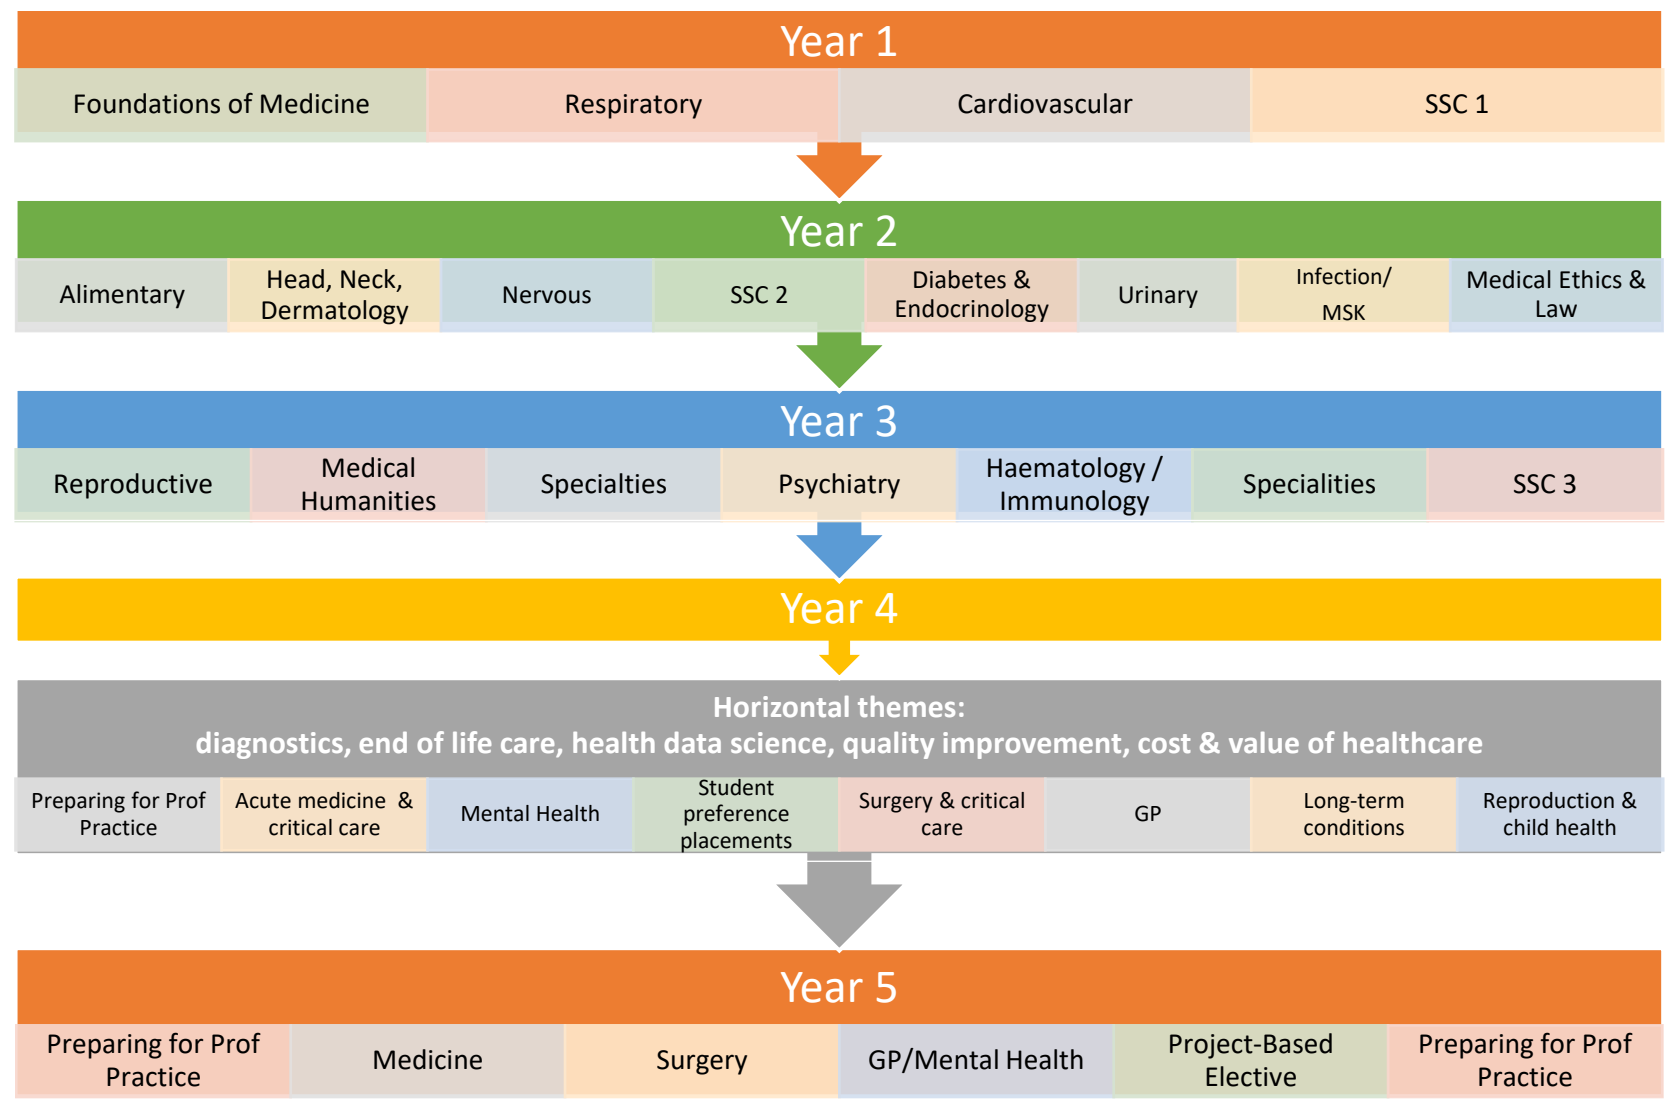 Year 1
Foundations of Medicine
Respiratory
Cardiovascular
SSC 1
Year 2
Alimentary
Head, Neck,
Dermatology
Nervous
SSC 2
Diabetes &
Endocrinology
Urinary
Infection/
MSK
Medical Ethics &
Law
Year 3
Reproductive
Medical
Humanities
Specialties
Psychiatry
Haematology /
Immunology
Specialities
SSC 3
Year 4
Horizontal themes:
diagnostics, end of life care, health data science, quality improvement, cost & value of healthcare
Preparing for Prof
Practice
Acute medicine &
critical care
Mental Health
Student
preference
placements
Surgery & critical
care
GP
Long-term
conditions
Reproduction &
child health
Year 5
Preparing for Prof
Practice
Medicine
Surgery
GP/Mental Health
Project-Based
Elective
Preparing for Prof
Practice